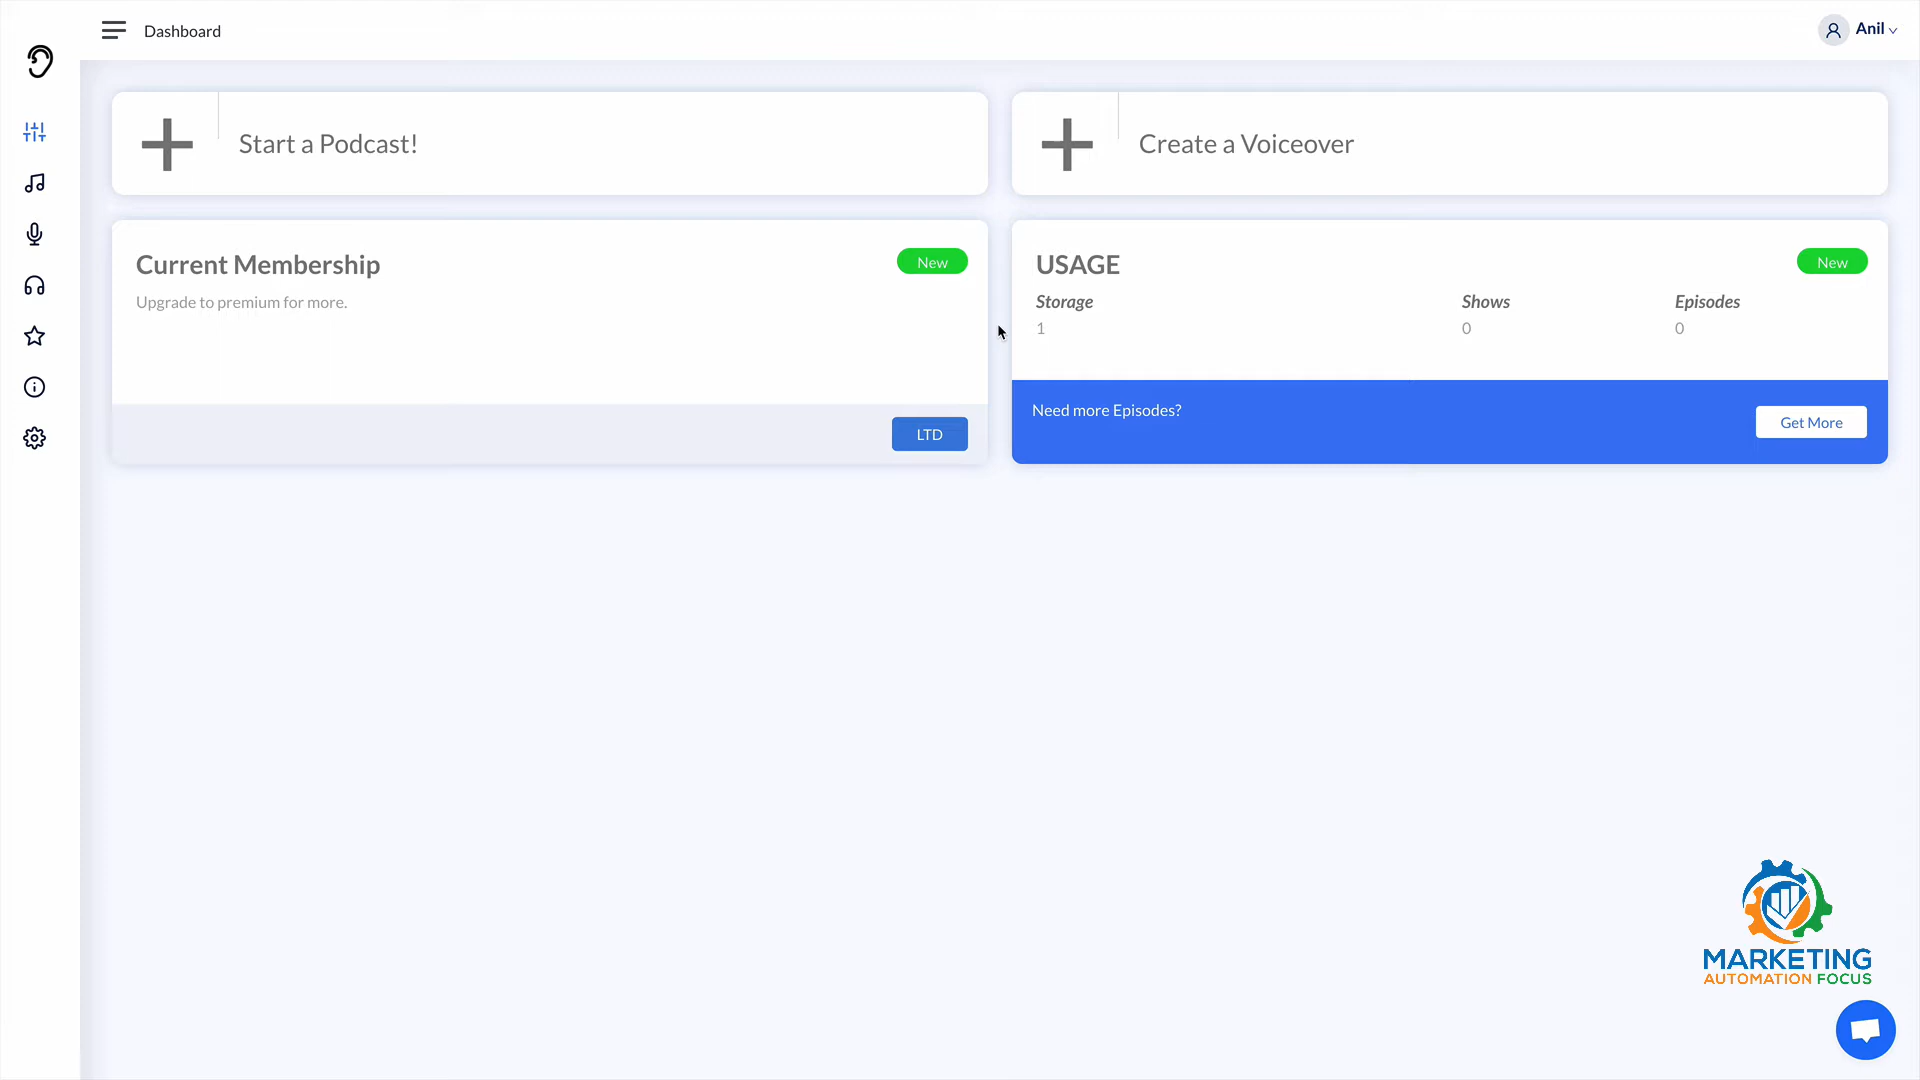 Dashboard
Anil
Start a Podcast!
Create a Voiceover
Current Membership
New
Upgrade to premium for more.
LTD
USAGE
New
Storage
Shows
Episodes
1
0
0
Need more Episodes?
Get More
MARKETING
AUTOMATION FOCUS